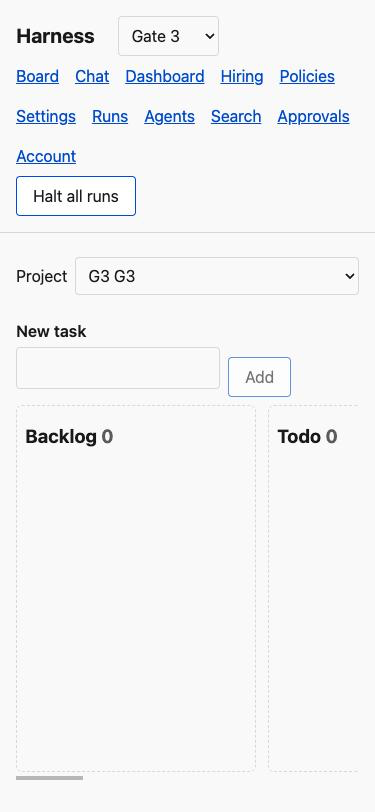 Harness Gate 3
Board Chat Dashboard Hiring Policies
Settings Runs Agents Search Approvals
Account
Halt all runs
Project G3 G3
New task
Add
Backlog 0 Todo 0